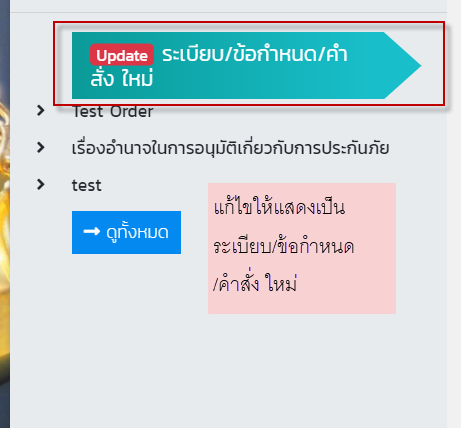 Update ระเบียบ/ข้อกำหนด/คำ
สั่ง ใหม่
Test Order
เรื่องอำนาจในการอนุมัติเกี่ยวกับการประกันภัย
test
ดูทั้งหมด
แก้ไขให้แสดงเป็น
ระเบียบ/ข้อกำหนด
/คำสั่ง ใหม่